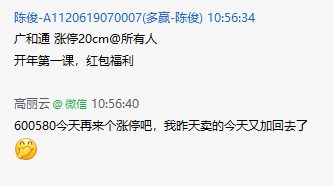 陈俊-A1120619070007(多赢-陈俊) 10:56:34
广和通 涨停20cm@所有人
开年第一课，红包福利
高丽云@微信 10:56:40
600580今天再来个涨停吧，我昨天卖的今天又加回去了